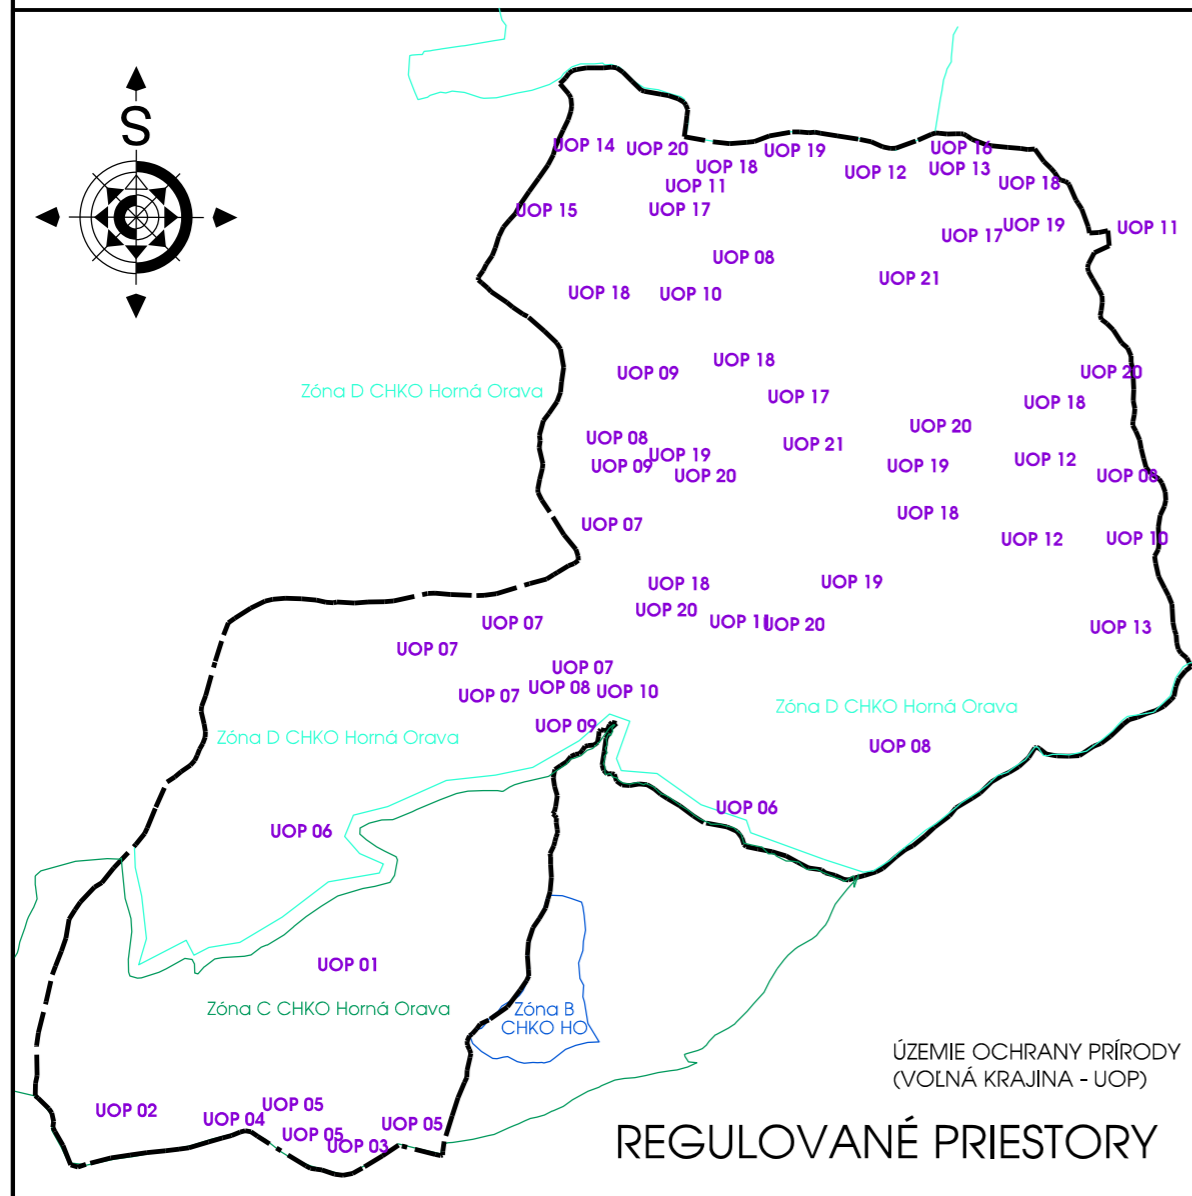 S
UOP 14
UOP 20
UOP 19
UOP 16
UOP 18
UOP 12
UOP 13
UOP 11
UOP 18
UOP 15
UOP 17
UOP 19
UOP 11
UOP 17
UOP 08
UOP 21
UOP 18
UOP 10
UOP 18
UOP 09
UOP 20
Zóna D CHKO Horná Orava
UOP 17
UOP 18
UOP 20
UOP 08
UOP 21
UOP 19
UOP 12
UOP 09
UOP 19
UOP 20
UOP 08
UOP 18
UOP 07
UOP 12
UOP 10
UOP 18
UOP 19
UOP 20
UOP 07
UOP 11
UOP 20
UOP 13
UOP 07
UOP 07
UOP 08
UOP 10
UOP 07
Zóna D CHKO Horná Orava
UOP 09
Zóna D CHKO Horná Orava
UOP 08
UOP 06
UOP 06
UOP 01
Zóna C CHKO Horná Orava
Zóna B
CHKO HO
ÚZEMIE OCHRANY PRÍRODY
(VOĽNÁ KRAJINA - UOP)
UOP 02
UOP 05
UOP 04
UOP 05
UOP 05
UOP 03
REGULOVANÉ PRIESTORY